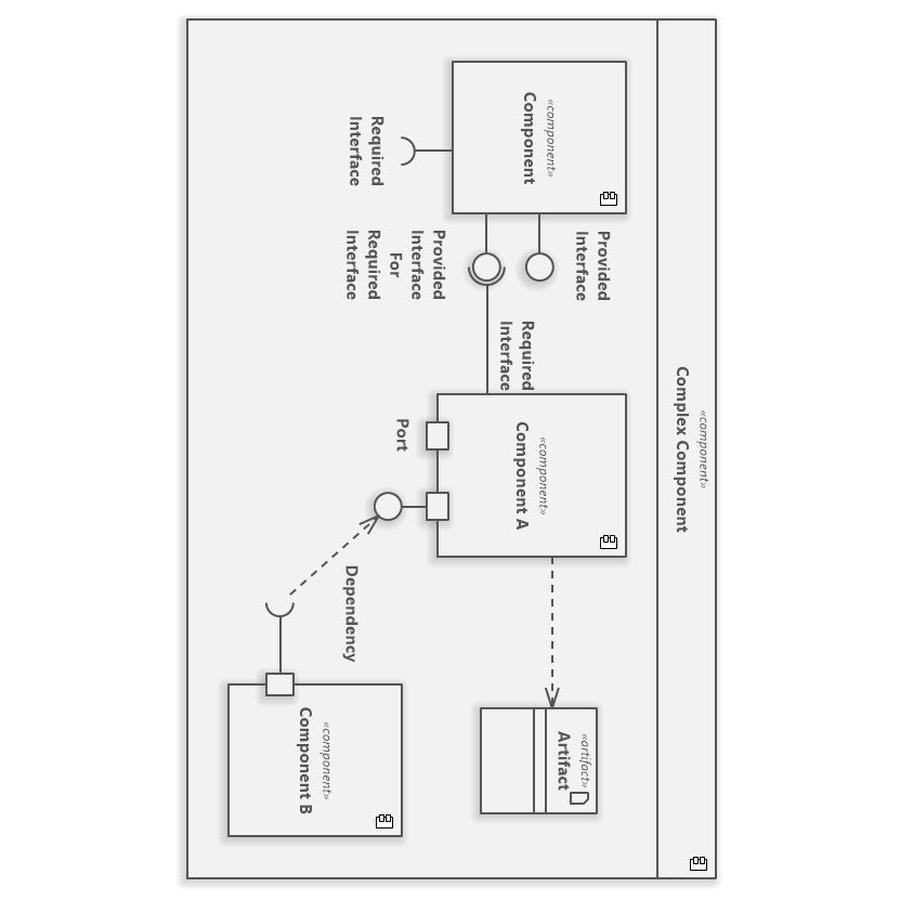 «component»
Complex Component
«component»
Component
Provided
Interface
Required
Interface
«component»
Component A
«artifact»
Artifact
Required
Interface
Provided
Interface
For
Required
Interface
Port
Dependency
«component»
Component B